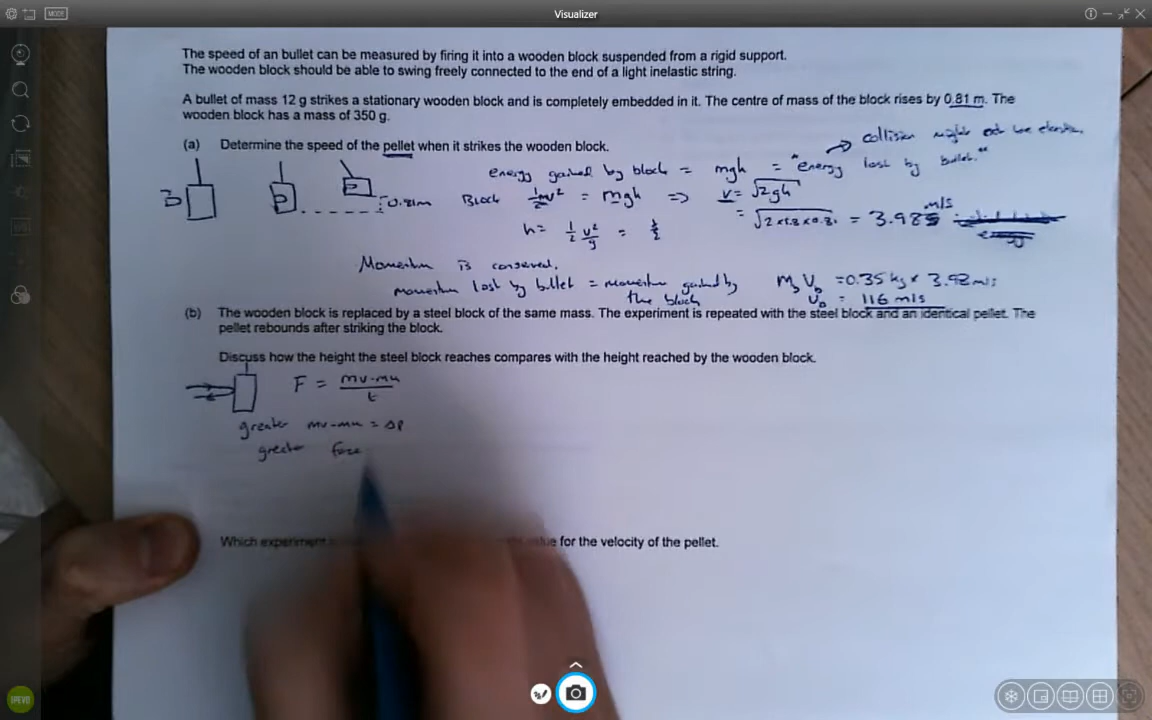 MODE
Visualizer
The speed of an bullet can be measured by firing it into a wooden block suspended from a rigid support.
The wooden block should be able to swing freely connected to the end of a light inelastic string.
A bullet of mass 12 g strikes a stationary wooden block and is completely embedded in it. The centre of mass of the block rises by 0.81 m. The
wooden block has a mass of 350 g.
collision might not be elastic.
(a) Determine the speed of the pellet when it strikes the wooden block.
energy gained by block = mgh = "energy lost by bullet."
0.81m Block ½mv² = mgh => v = √2gh
= √2 x 9.8 x 0.81 = 3.98 m/s
h = ½ v²/g =
Momentum is conserved.
momentum lost by bullet = momentum gained by
the block
= 0.35 kg x 3.98 m/s
= 116 m/s
(b) The wooden block is replaced by a steel block of the same mass. The experiment is repeated with the steel block and an identical pellet. The
pellet rebounds after striking the block.
Discuss how the height the steel block reaches compares with the height reached by the wooden block.
F = mv-mu/t
greater mv-mu = ΔP
greater force
Which experiment for the velocity of the pellet.